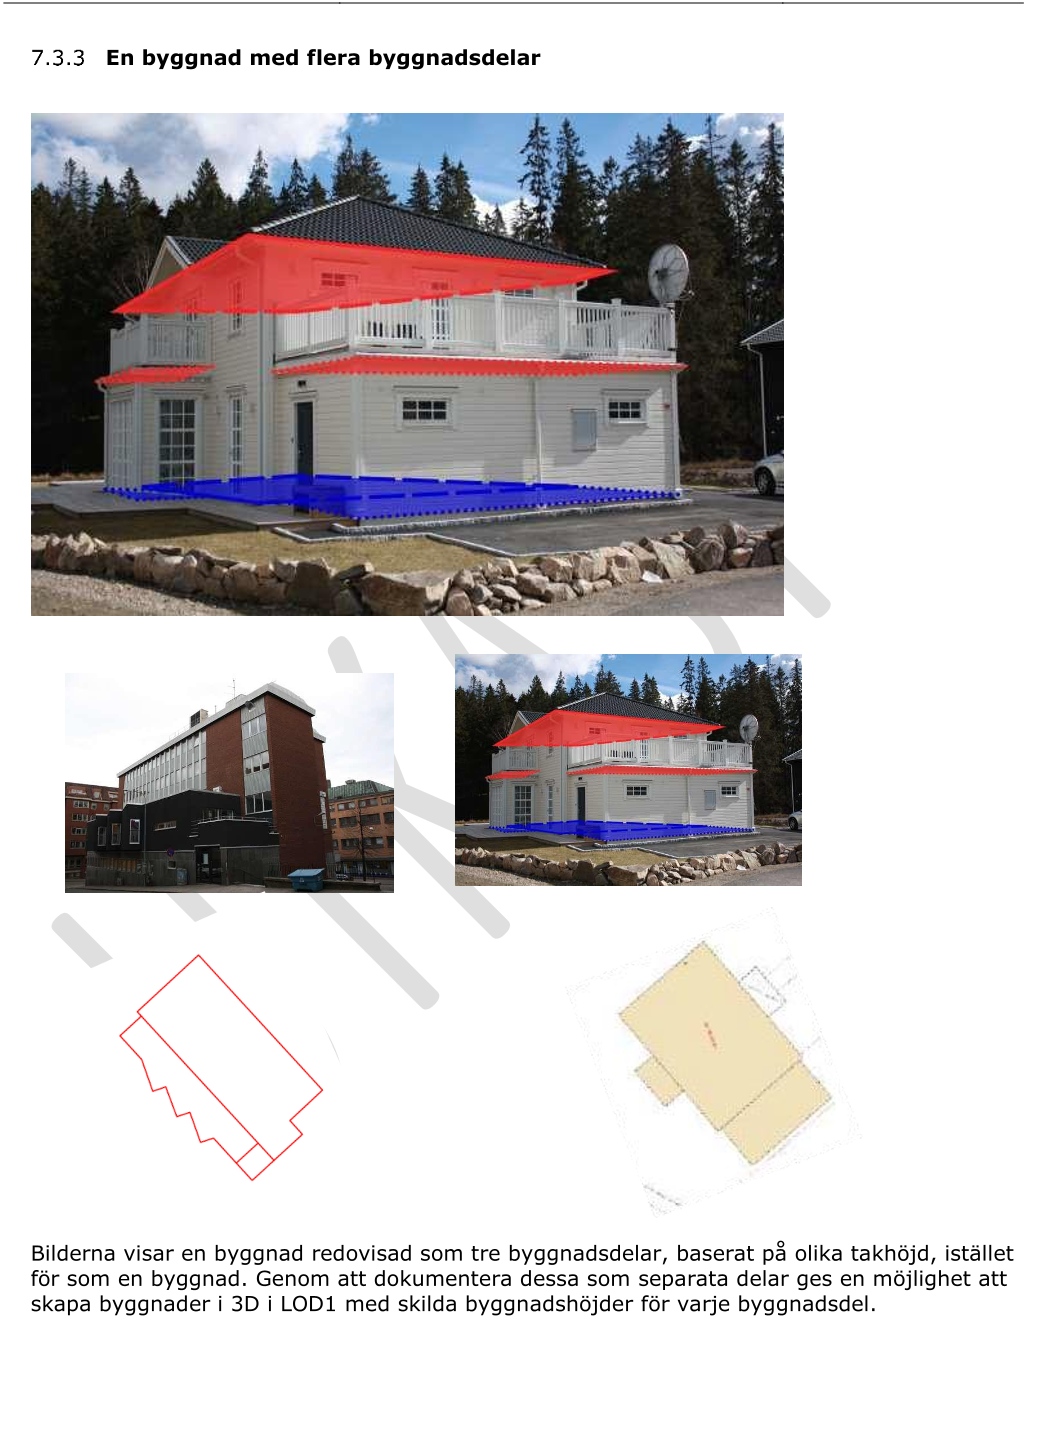 7.3.3 En byggnad med flera byggnadsdelar
Bilderna visar en byggnad redovisad som tre byggnadsdelar, baserat på olika takhöjd, istället
för som en byggnad. Genom att dokumentera dessa som separata delar ges en möjlighet att
skapa byggnader i 3D i LOD1 med skilda byggnadshöjder för varje byggnadsdel.